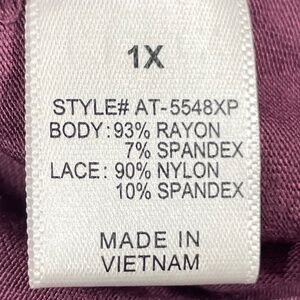 1X
STYLE# AT-5548XP
BODY: 93% RAYON
7% SPANDEX
LACE: 90% NYLON
10% SPANDEX
MADE IN
VIETNAM